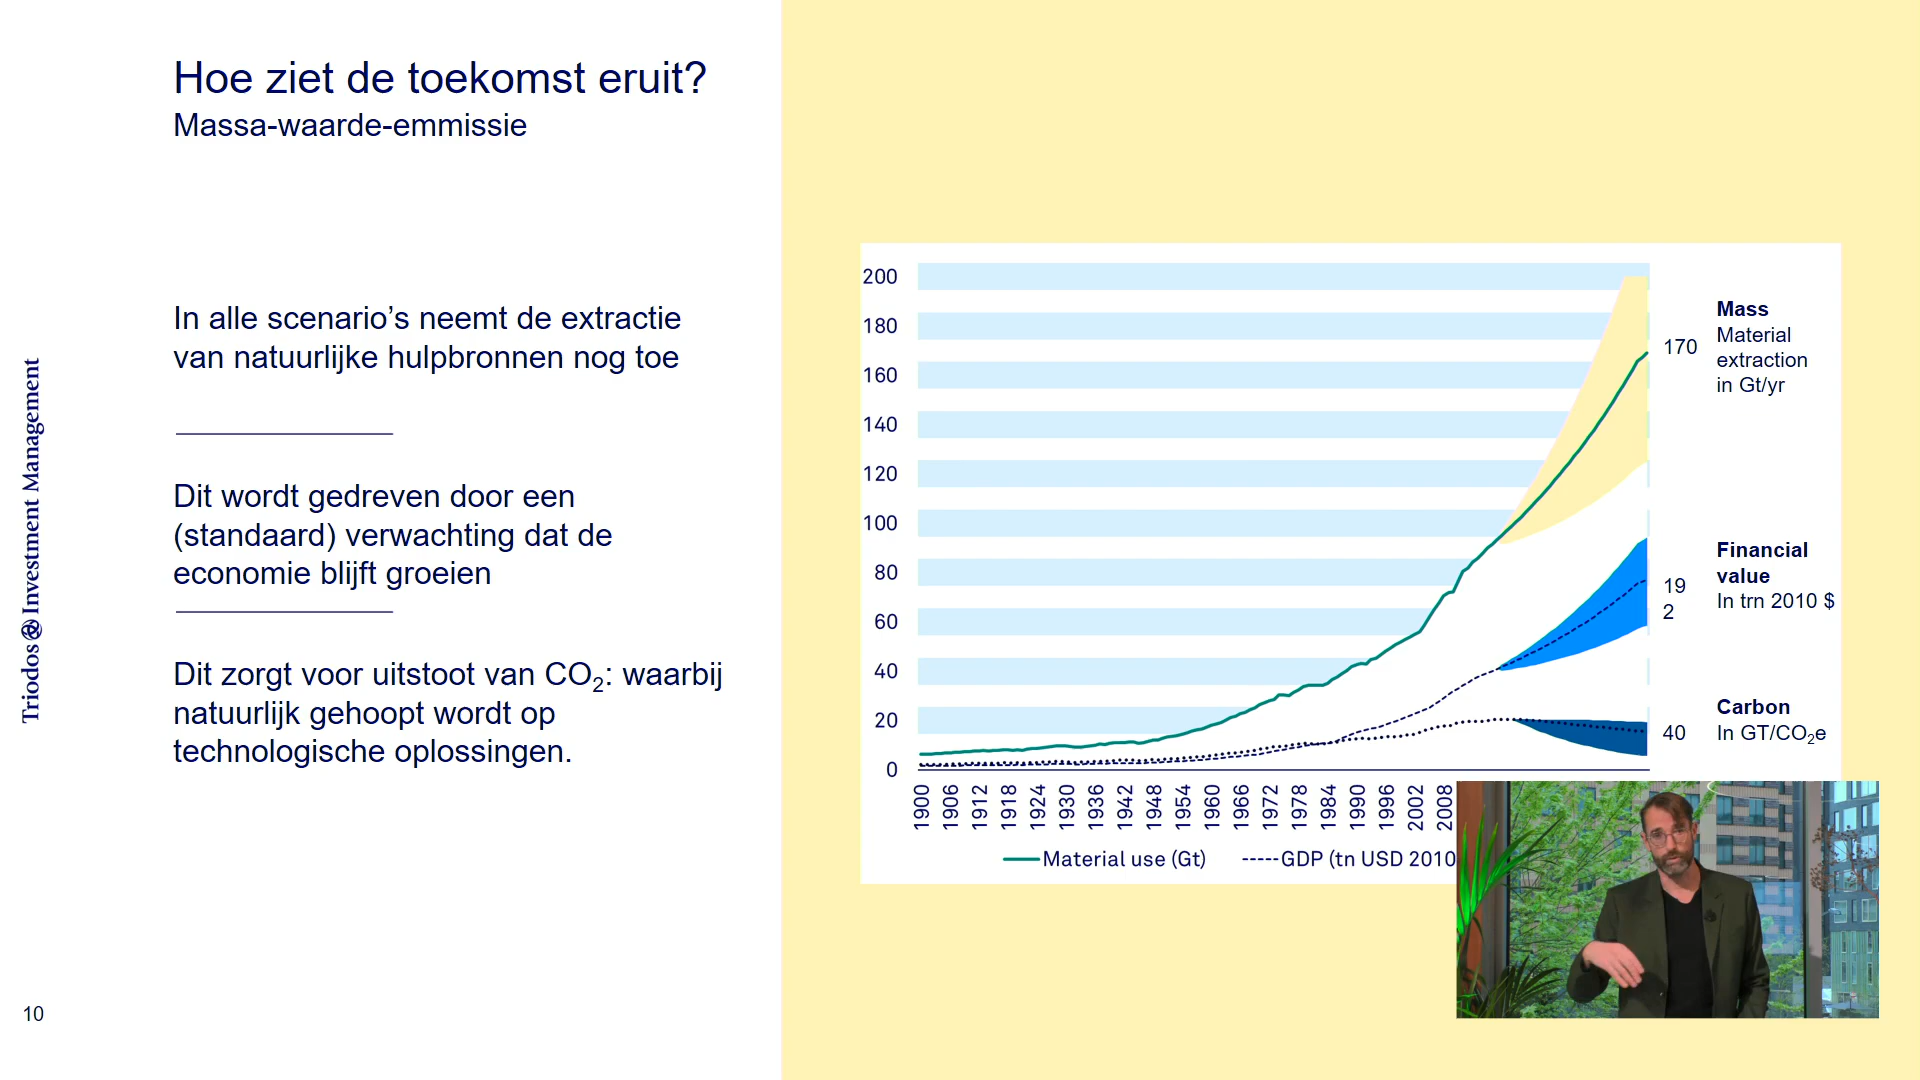 Hoe ziet de toekomst eruit?
Massa-waarde-emmissie
In alle scenario’s neemt de extractie
van natuurlijke hulpbronnen nog toe
Dit wordt gedreven door een
(standaard) verwachting dat de
economie blijft groeien
Dit zorgt voor uitstoot van CO₂: waarbij
natuurlijk gehoopt wordt op
technologische oplossingen.
Triodos Investment Management
10
200
180
160
140
120
100
80
60
40
20
0
1900 1906 1912 1918 1924 1930 1936 1942 1948 1954 1960 1966 1972 1978 1984 1990 1996 2002 2008
Material use (Gt) GDP (tn USD 2010
170
Mass
Material
extraction
in Gt/yr
19
2
Financial
value
In trn 2010 $
40
Carbon
In GT/CO₂e